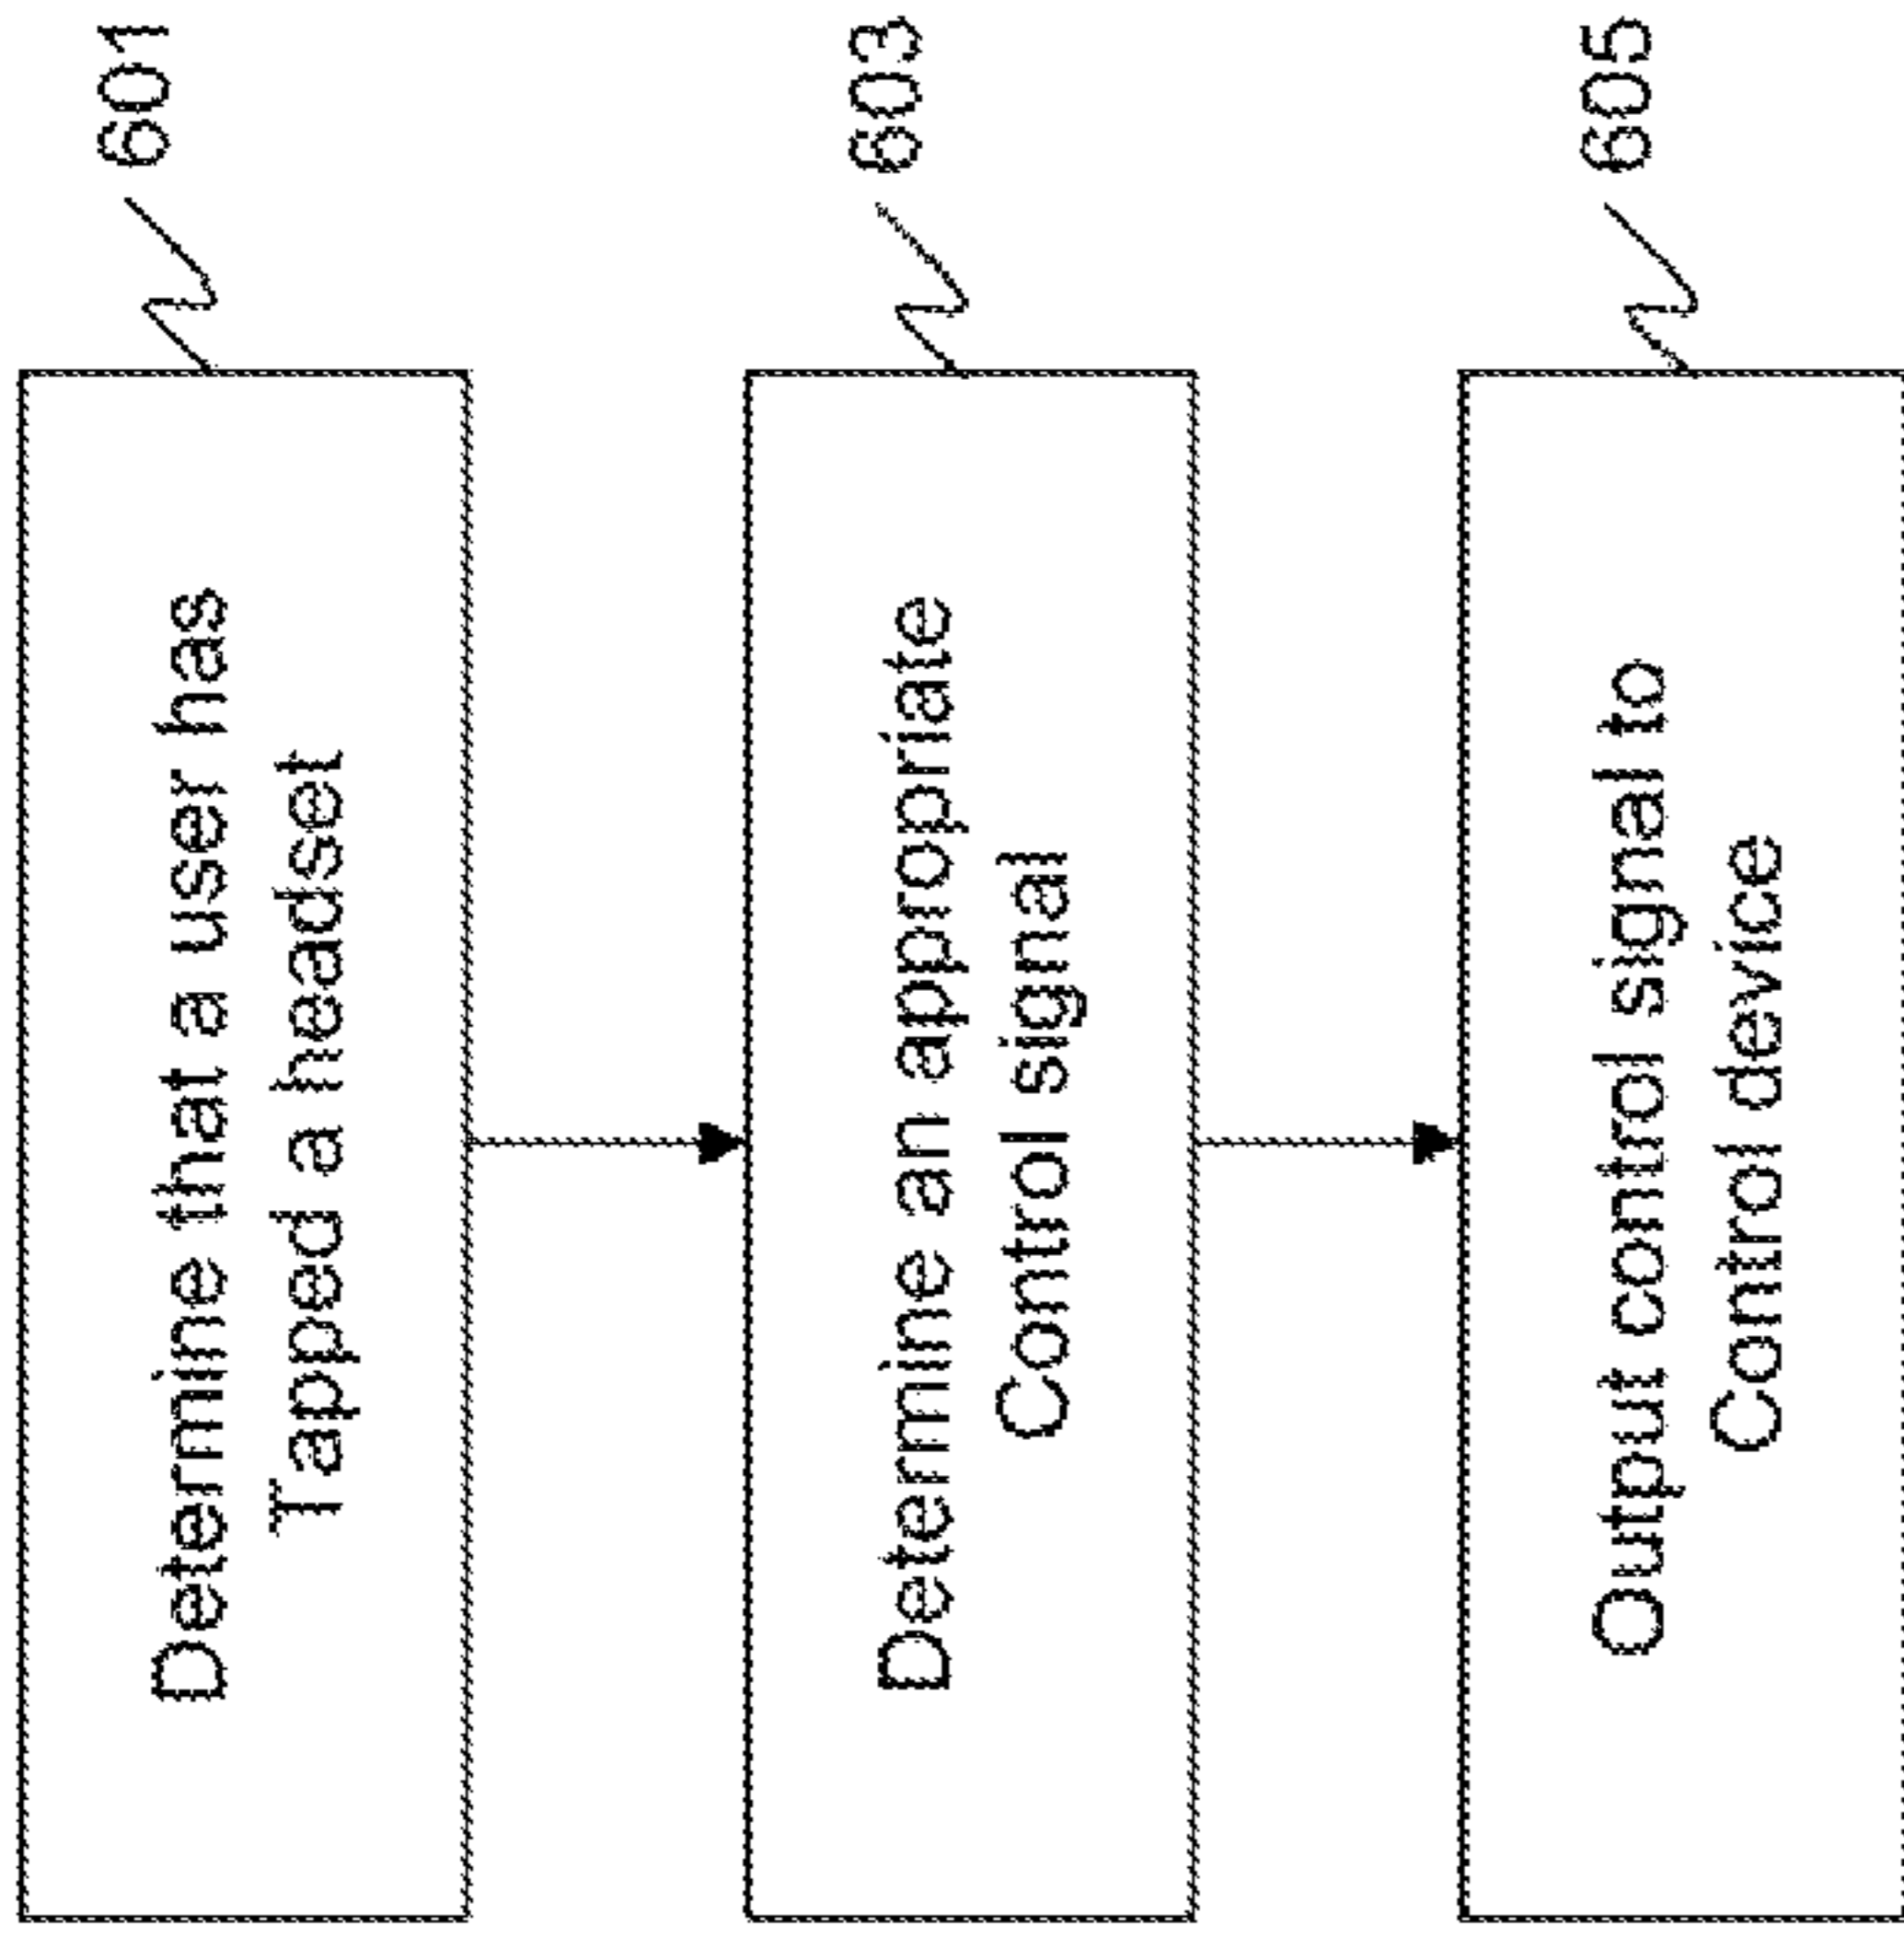 Determine that a user has
Tapped a headset
601
Determine an appropriate
Control signal
603
Output control signal to
Control device
605